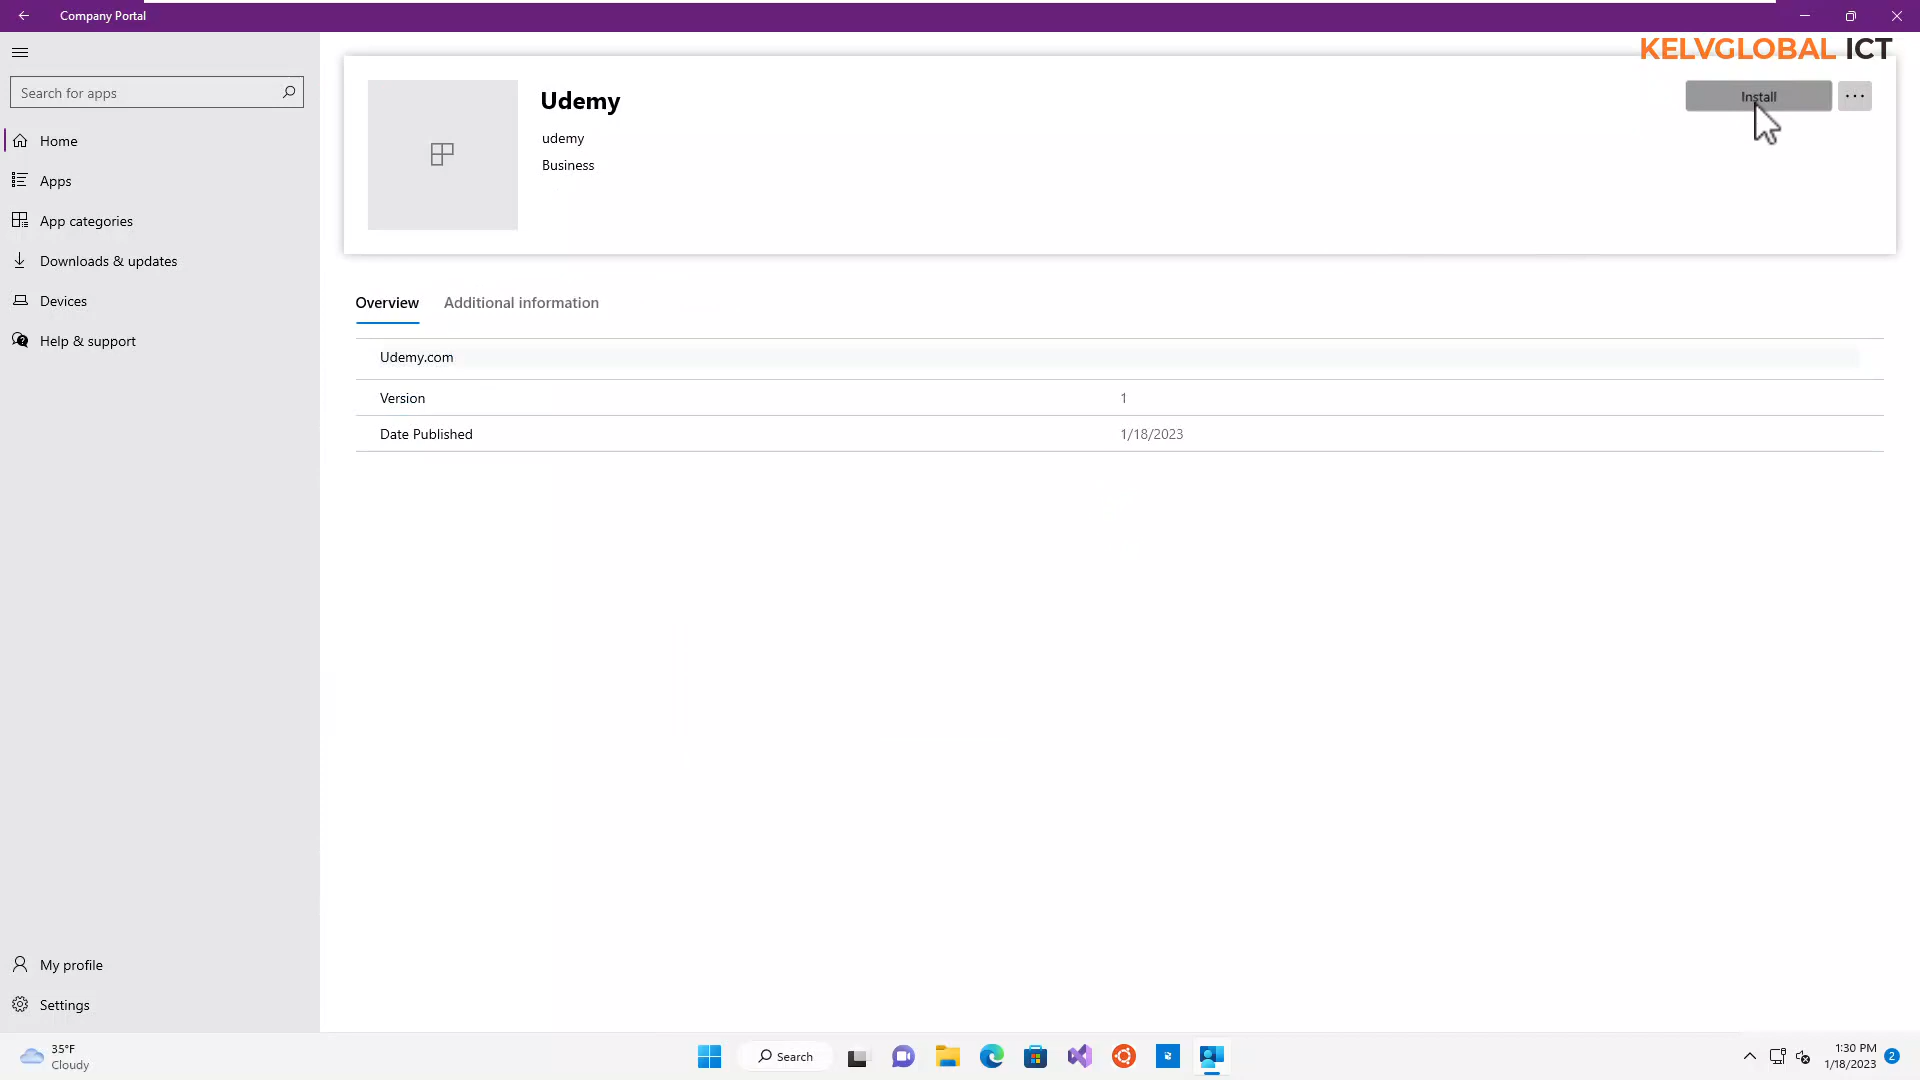 Company Portal
KELVGLOBAL ICT
Search for apps
Home
Apps
App categories
Downloads & updates
Devices
Help & support
My profile
Settings
Udemy
udemy
Business
Install
Overview
Additional information
Udemy.com
Version 1
Date Published 1/18/2023
35°F
Cloudy
Search
1:30 PM
1/18/2023
2